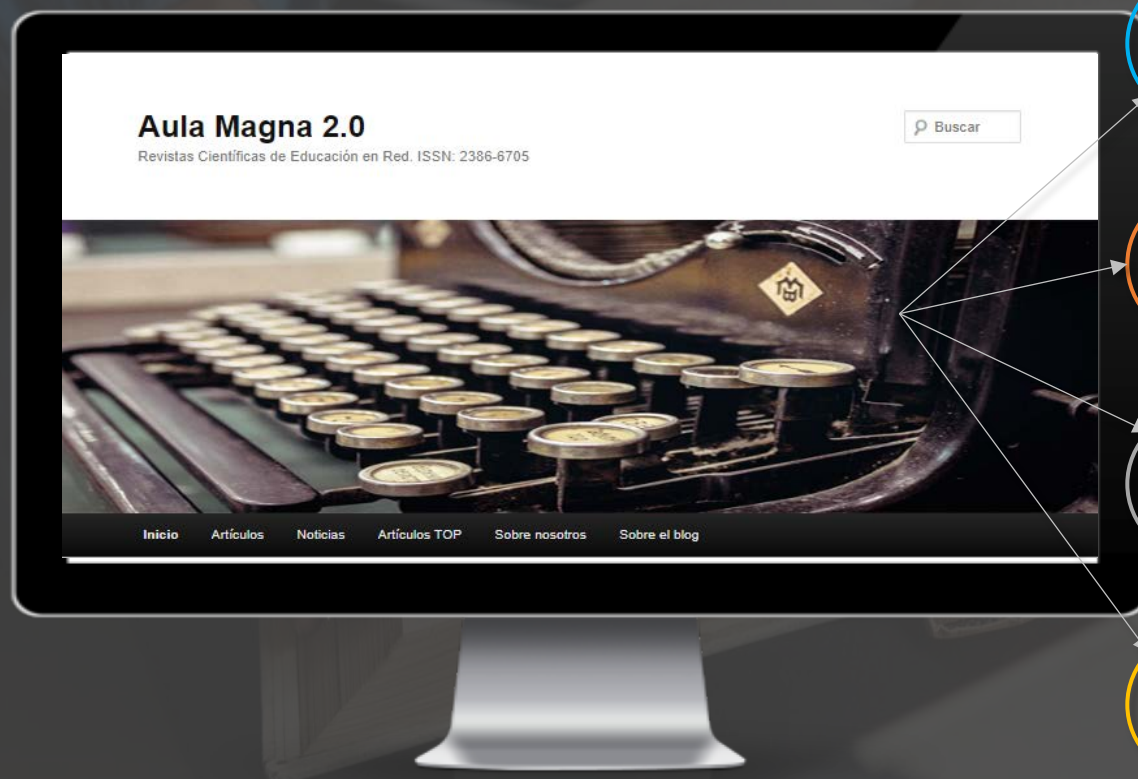 Aula Magna 2.0
Revistas Científicas de Educación en Red. ISSN: 2386-6705
Buscar
Inicio Artículos Noticias Artículos TOP Sobre nosotros Sobre el blog